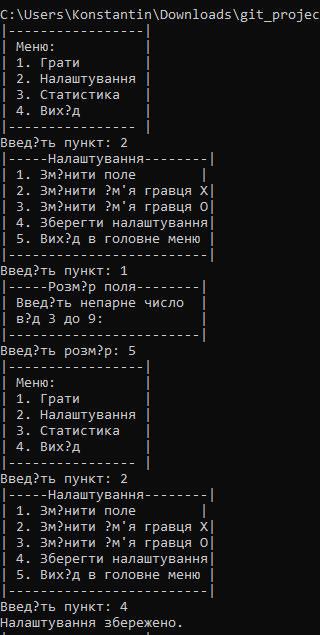 C:\Users\Konstantin\Downloads\git_projec
|-----------------|
| Меню:           |
| 1. Грати        |
| 2. Налаштування |
| 3. Статистика   |
| 4. Вих?д        |
|---------------- |
Введ?ть пункт: 2
|-----Налаштування--------|
| 1. Зм?нити поле        |
| 2. Зм?нити ?м'я гравця X|
| 3. Зм?нити ?м'я гравця O|
| 4. Зберегти налаштування|
| 5. Вих?д в головне меню |
|-------------------------|
Введ?ть пункт: 1
|-----Розм?р поля--------|
| Введ?ть непарне число  |
| в?д 3 до 9:            |
|------------------------|
Введ?ть розм?р: 5
|-----------------|
| Меню:           |
| 1. Грати        |
| 2. Налаштування |
| 3. Статистика   |
| 4. Вих?д        |
|---------------- |
Введ?ть пункт: 2
|-----Налаштування--------|
| 1. Зм?нити поле        |
| 2. Зм?нити ?м'я гравця X|
| 3. Зм?нити ?м'я гравця O|
| 4. Зберегти налаштування|
| 5. Вих?д в головне меню |
|-------------------------|
Введ?ть пункт: 4
Налаштування збережено.
|-----------------|